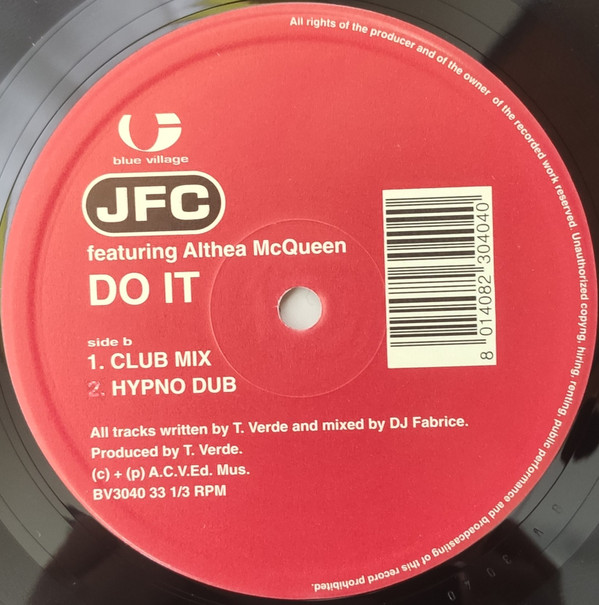 All rights of the producer and of the owner of the recorded work reserved. Unauthorized copyng, hiring, renting, public performance and broadcasting of this record prohibited.
blue village
JFC
featuring Althea McQueen
DO IT
side b
1. CLUB MIX
2. HYPNO DUB
8 014082 304040
All tracks written by T. Verde and mixed by DJ Fabrice.
Produced by T. Verde.
(c) + (p) A.C.V.Ed. Mus.
BV3040 33 1/3 RPM